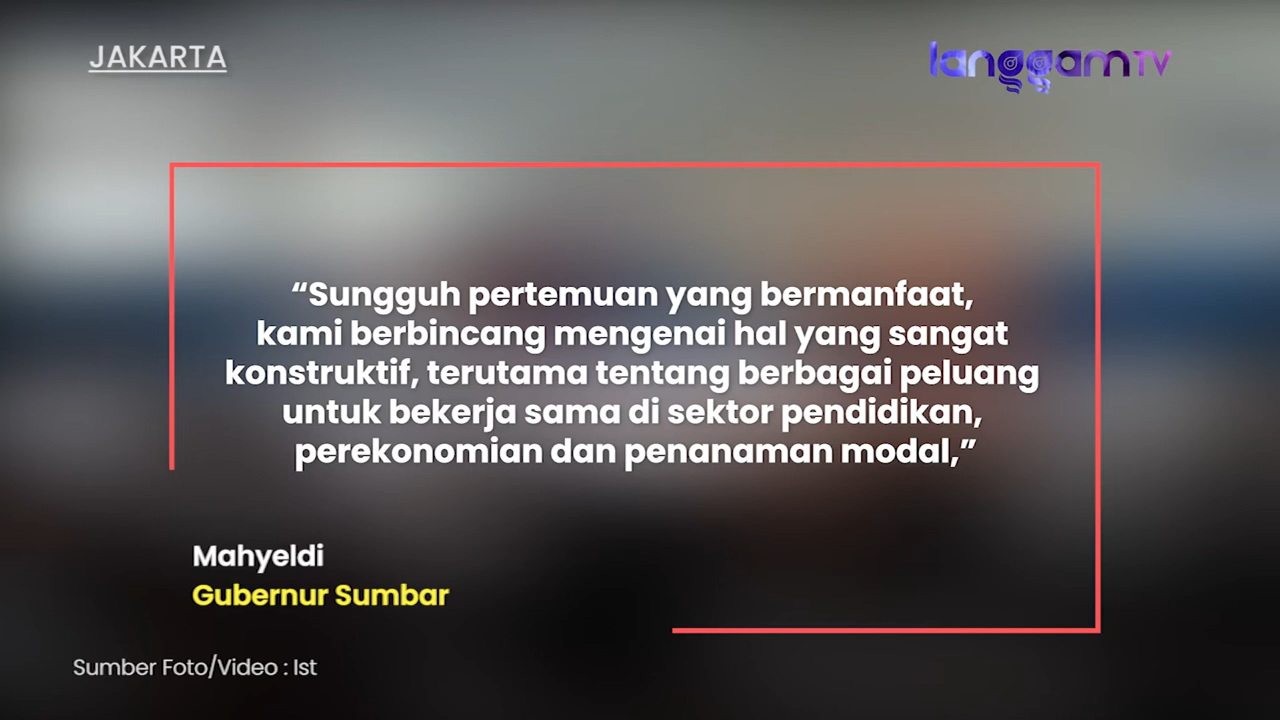 JAKARTA
langgamTV
“Sungguh pertemuan yang bermanfaat,
kami berbincang mengenai hal yang sangat
konstruktif, terutama tentang berbagai peluang
untuk bekerja sama di sektor pendidikan,
perekonomian dan penanaman modal,”
Mahyeldi
Gubernur Sumbar
Sumber Foto/Video : Ist